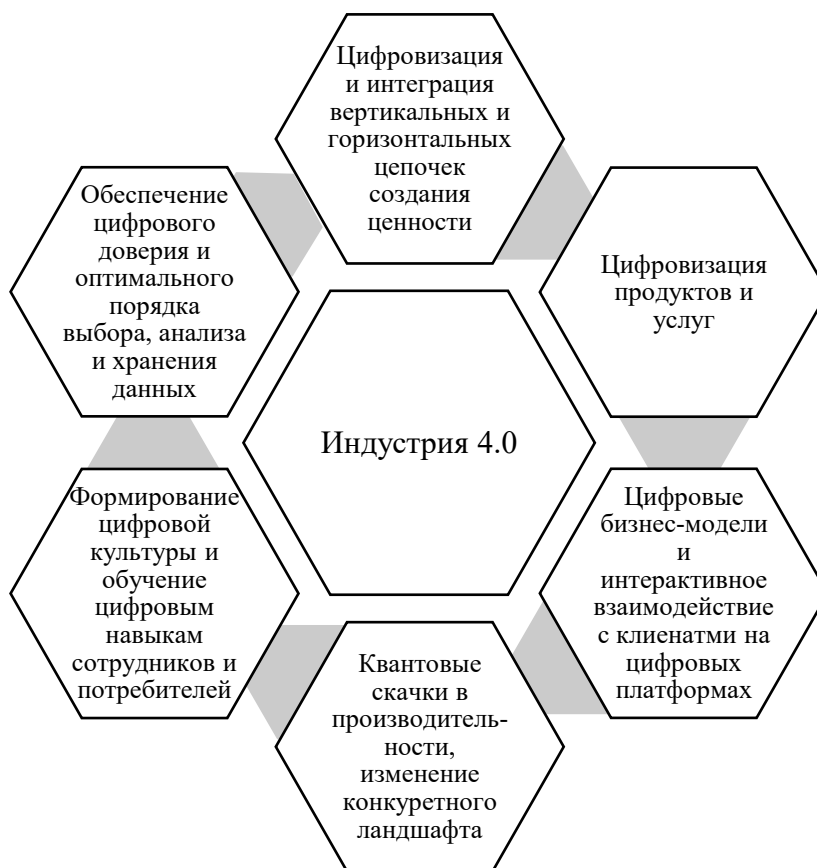 Цифровизация
и интеграция
вертикальных и
горизонтальных
цепочек
создания
ценности
Цифровизация
продуктов и
услуг
Цифровые
бизнес-модели
и
интерактивное
взаимодействие
с клиенатми на
цифровых
платформах
Квантовые
скачки в
производитель-
ности,
изменение
конкуретного
ландшафта
Формирование
цифровой
культуры и
обучение
цифровым
навыкам
сотрудников и
потребителей
Обеспечение
цифрового
доверия и
оптимального
порядка
выбора, анализа
и хранения
данных
Индустрия 4.0